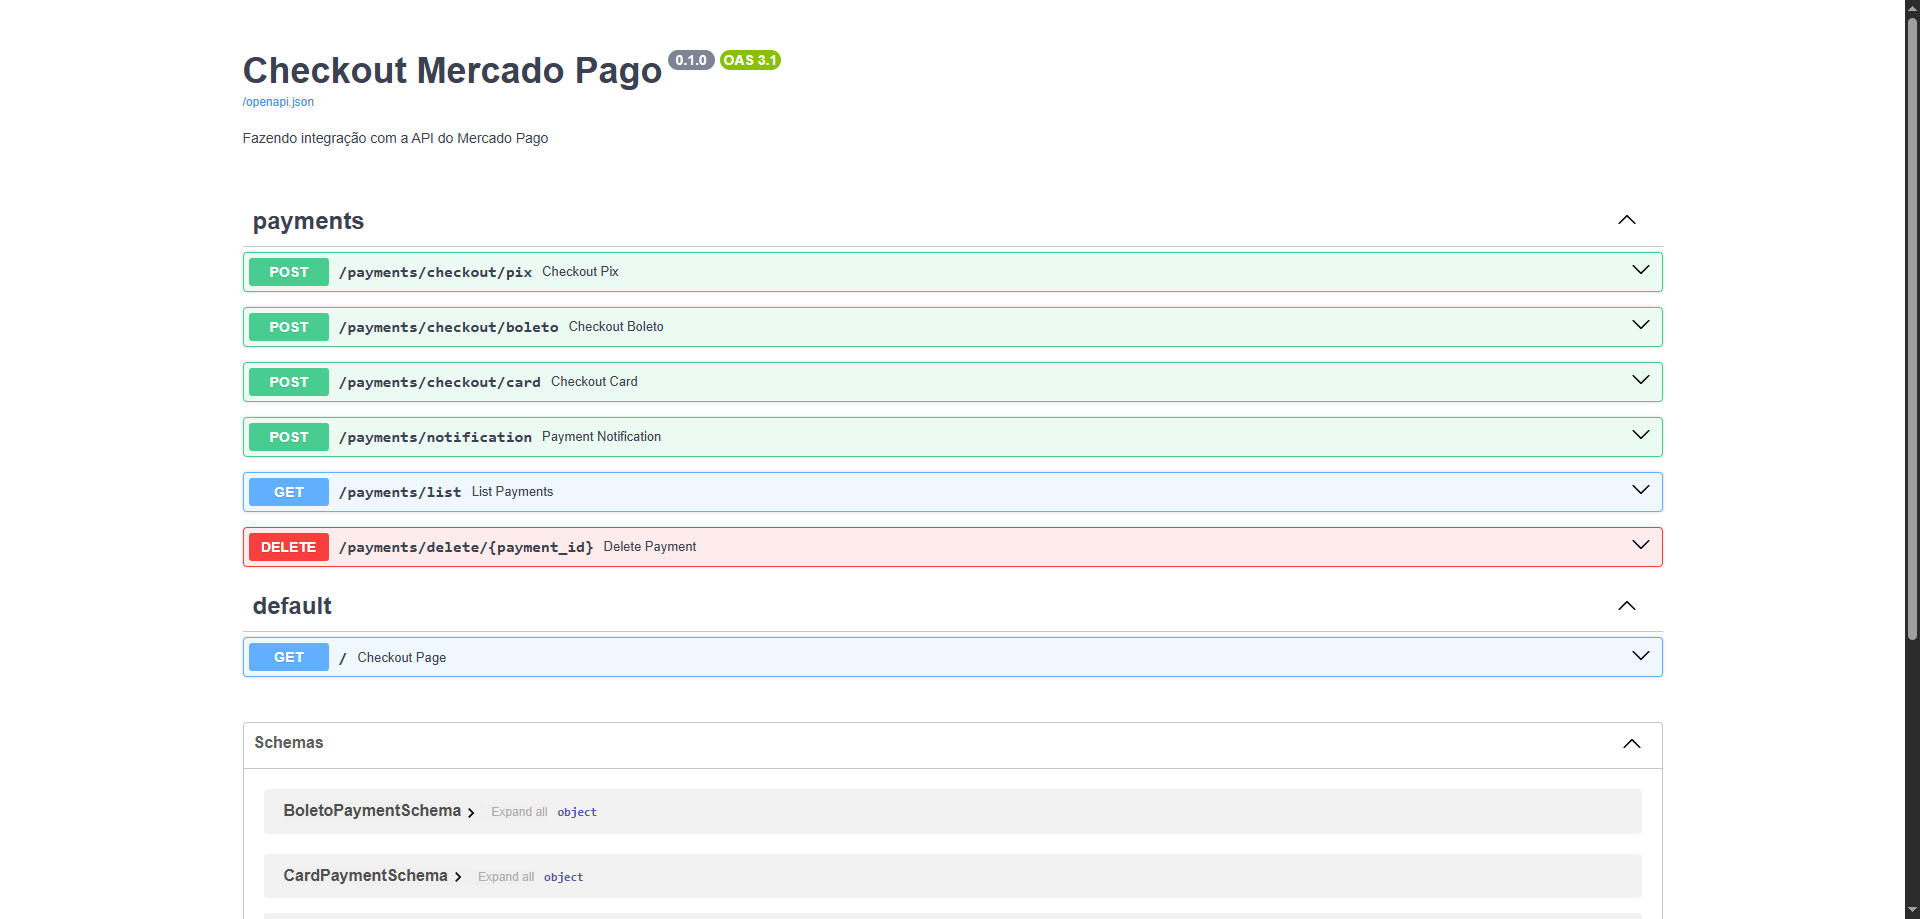 Checkout Mercado Pago 0.1.0 OAS 3.1
/openapi.json
Fazendo integração com a API do Mercado Pago
payments
POST /payments/checkout/pix Checkout Pix
POST /payments/checkout/boleto Checkout Boleto
POST /payments/checkout/card Checkout Card
POST /payments/notification Payment Notification
GET /payments/list List Payments
DELETE /payments/delete/{payment_id} Delete Payment
default
GET / Checkout Page
Schemas
BoletoPaymentSchema Expand all object
CardPaymentSchema Expand all object